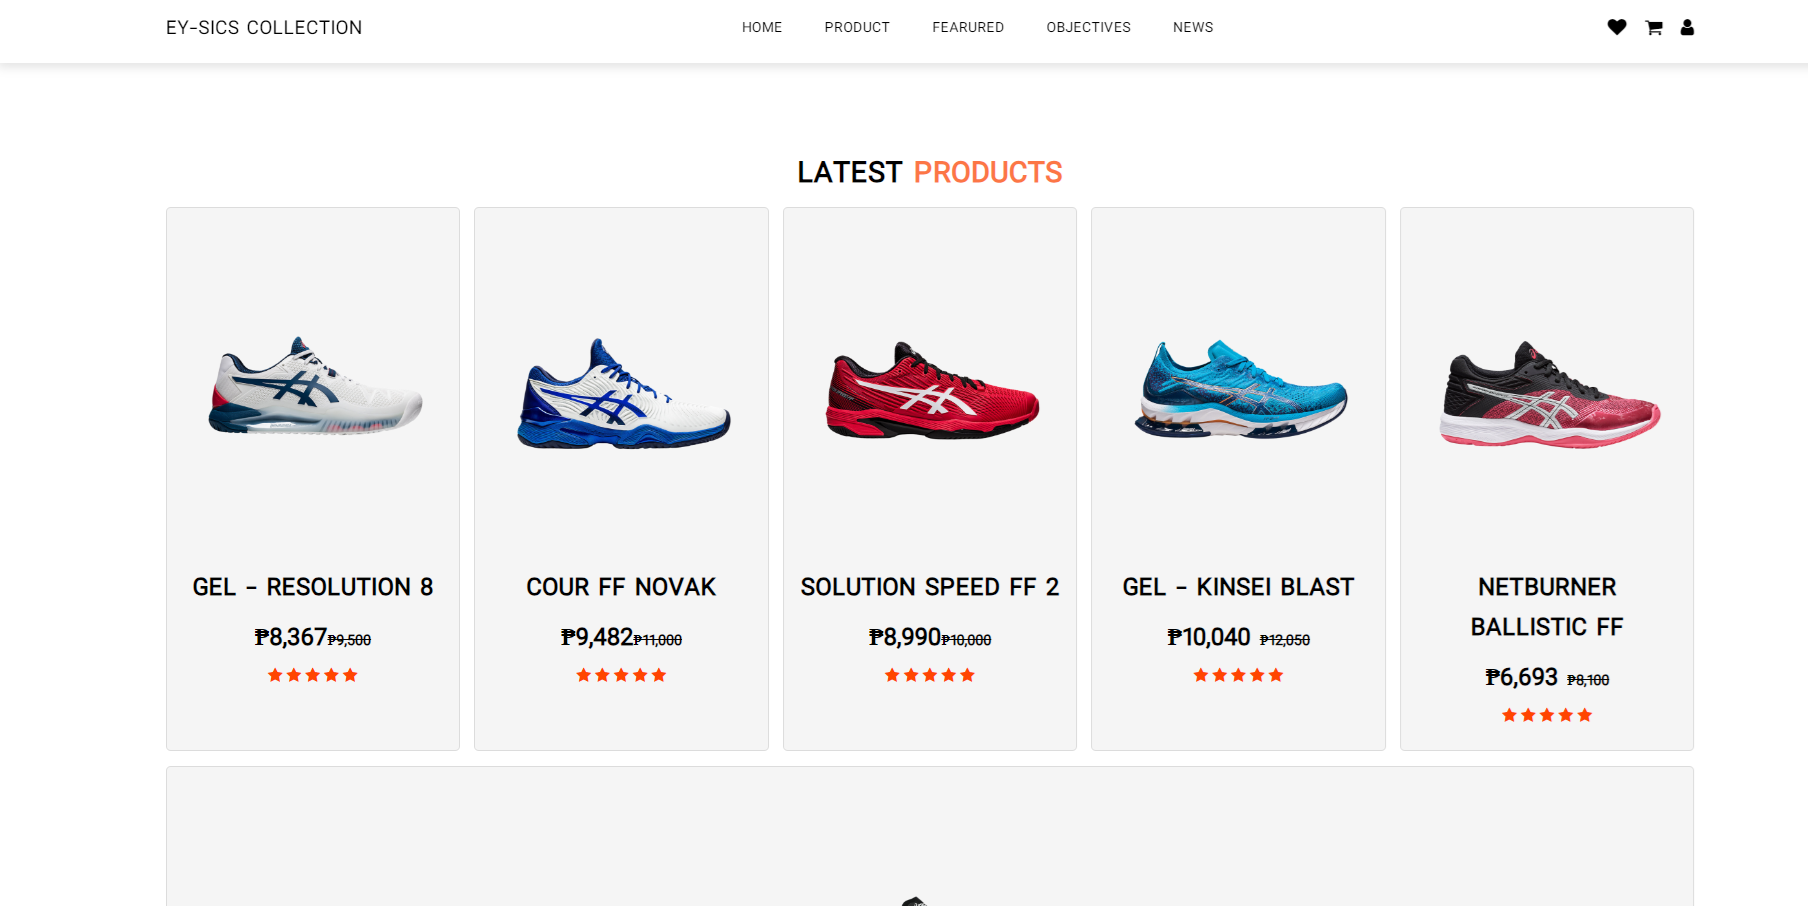 EY-SICS COLLECTION
HOME PRODUCT FEARURED OBJECTIVES NEWS
LATEST PRODUCTS
GEL - RESOLUTION 8
₱8,367₱9,500
COUR FF NOVAK
₱9,482₱11,000
SOLUTION SPEED FF 2
₱8,990₱10,000
GEL - KINSEI BLAST
₱10,040 ₱12,050
NETBURNER
BALLISTIC FF
₱6,693 ₱8,100